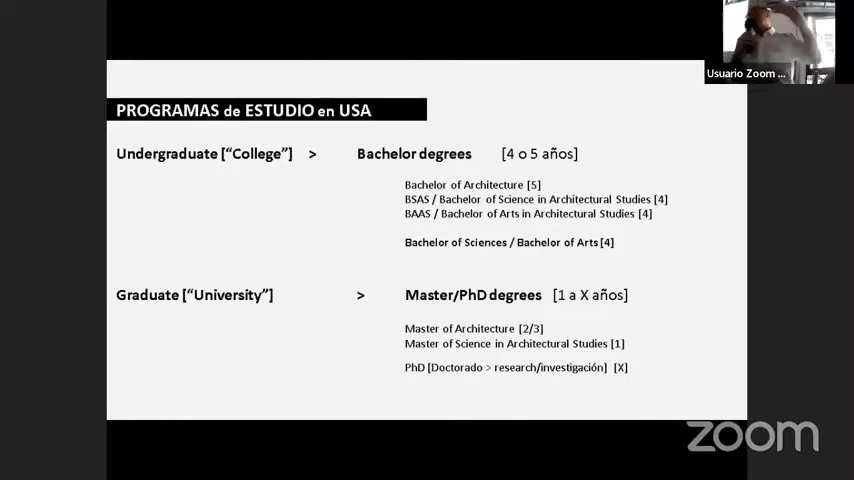 Usuario Zoom ...
PROGRAMAS de ESTUDIO en USA
Undergraduate ["College"] > Bachelor degrees [4 o 5 años]
Bachelor of Architecture [5]
BSAS / Bachelor of Science in Architectural Studies [4]
BAAS / Bachelor of Arts in Architectural Studies [4]
Bachelor of Sciences / Bachelor of Arts [4]
Graduate ["University"] > Master/PhD degrees [1 a X años]
Master of Architecture [2/3]
Master of Science in Architectural Studies [1]
PhD [Doctorado > research/investigación] [X]
zoom